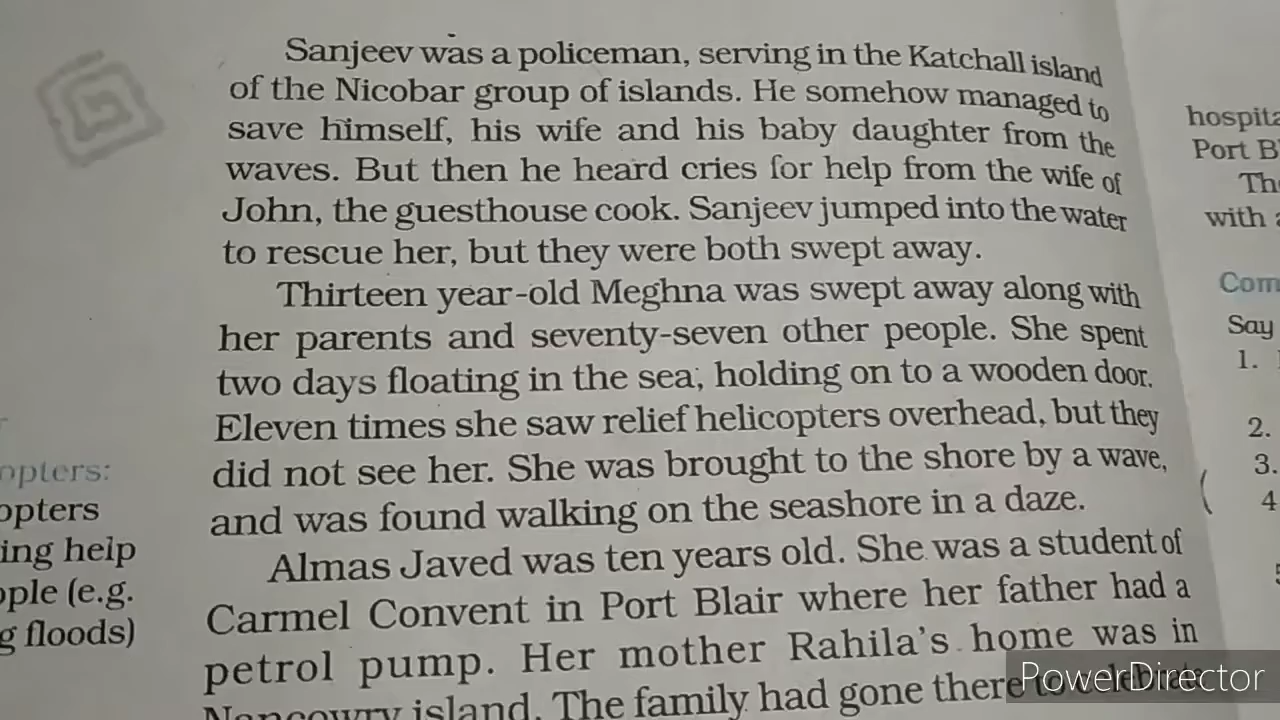 Sanjeev was a policeman, serving in the Katchall island
of the Nicobar group of islands. He somehow managed to
save himself, his wife and his baby daughter from the
waves. But then he heard cries for help from the wife of
John, the guesthouse cook. Sanjeev jumped into the water
to rescue her, but they were both swept away.
Thirteen year-old Meghna was swept away along with
her parents and seventy-seven other people. She spent
two days floating in the sea, holding on to a wooden door.
Eleven times she saw relief helicopters overhead, but they
did not see her. She was brought to the shore by a wave,
and was found walking on the seashore in a daze.
Almas Javed was ten years old. She was a student of
Carmel Convent in Port Blair where her father had a
petrol pump. Her mother Rahila's home was in
Nancowry island. The family had gone there to celebrate
opters:
opters
ing help
ople (e.g.
g floods)
hospita
Port B
Th
with
Com
Say
1.
2.
3.
4
PowerDirector